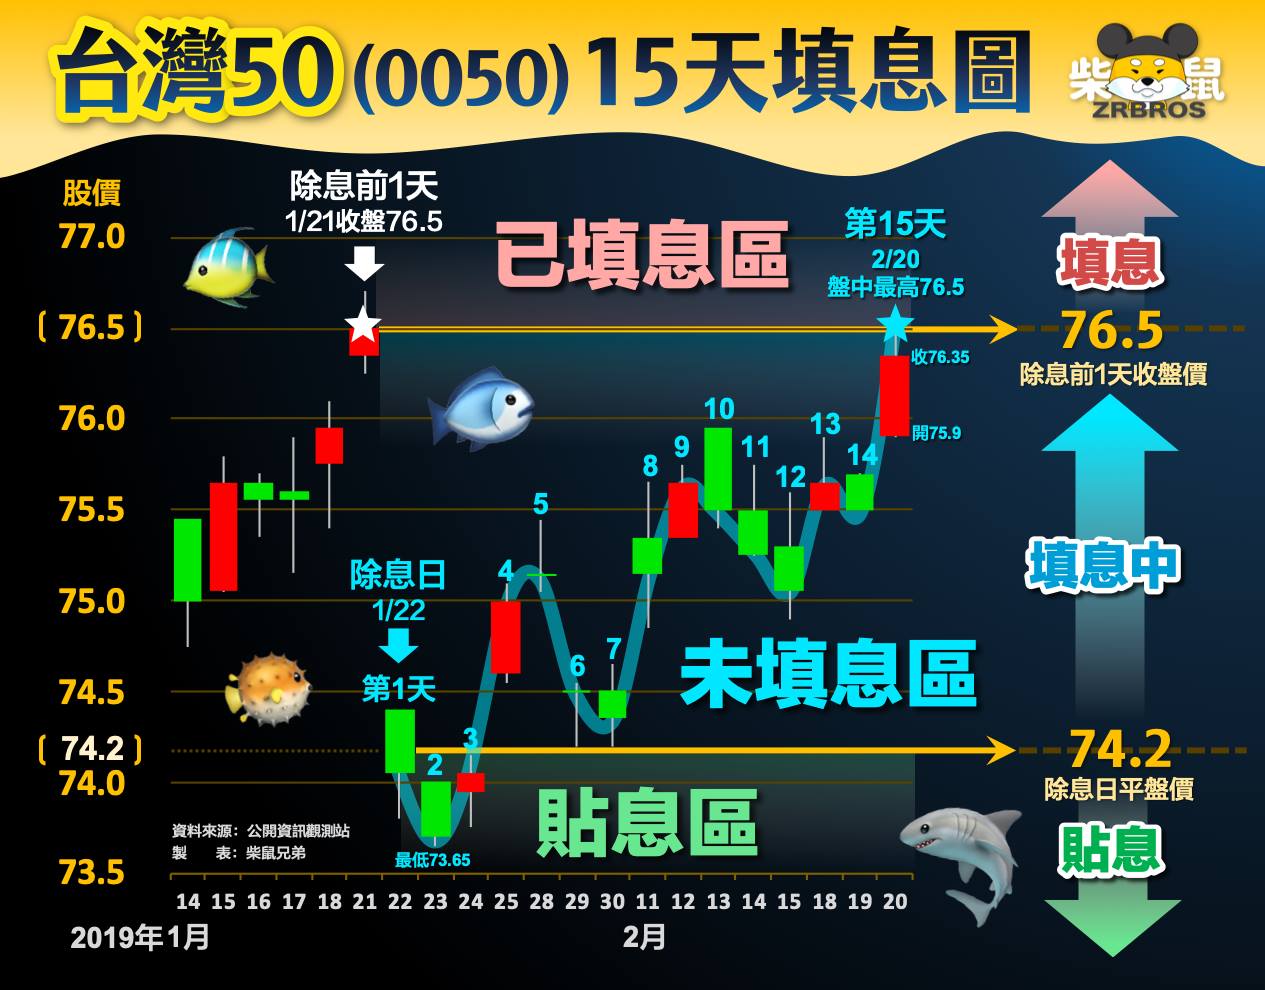 台灣50 (0050) 15天填息圖
柴鼠
ZRBROS
股價
77.0
(76.5)
76.0
75.5
75.0
74.5
(74.2)
74.0
73.5
除息前1天
1/21收盤76.5
已填息區
第15天
2/20
盤中最高76.5
收76.35
開75.9
填息
76.5
除息前1天收盤價
填息中
除息日
1/22
第1天
2
3
4
5
6
7
8
9
10
11
12
13
14
未填息區
74.2
除息日平盤價
貼息區
貼息
最低73.65
資料來源：公開資訊觀測站
製　　表：柴鼠兄弟
14 15 16 17 18 21 22 23 24 25 28 29 30 11 12 13 14 15 18 19 20
2019年1月 2月